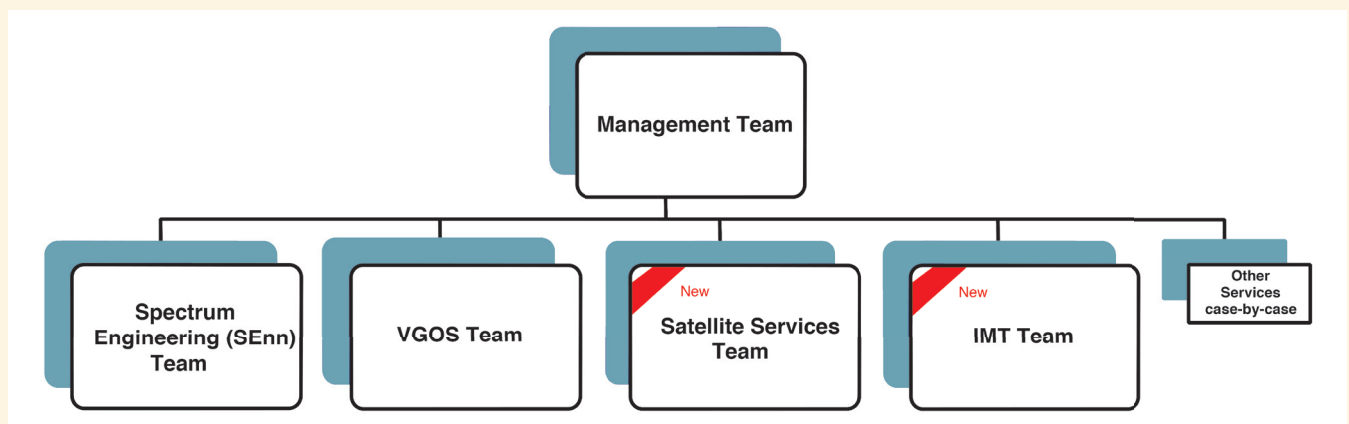 Management Team
Spectrum
Engineering (SEnn)
Team
VGOS Team
New
Satellite Services
Team
New
IMT Team
Other
Services
case-by-case